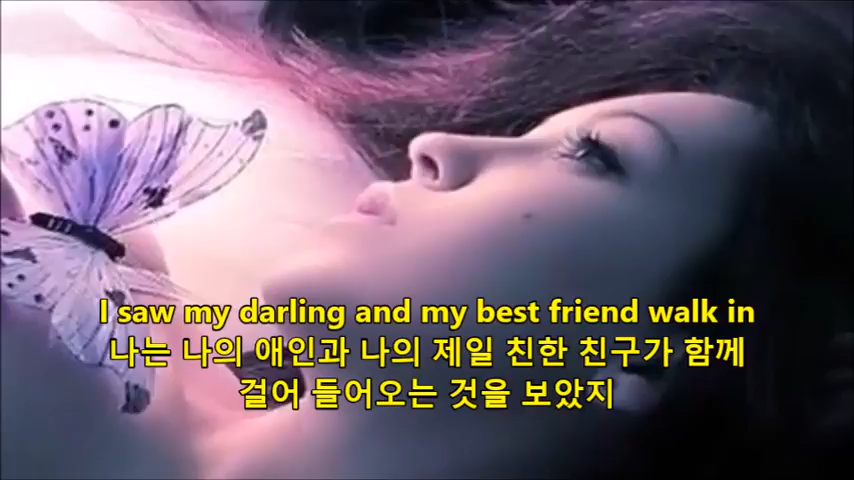 I saw my darling and my best friend walk in
나는 나의 애인과 나의 제일 친한 친구가 함께
걸어 들어오는 것을 보았지